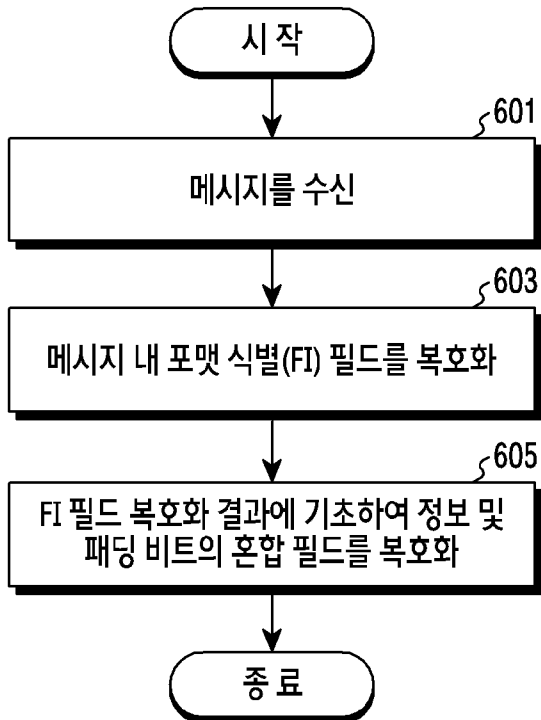 시 작
601
메시지를 수신
603
메시지 내 포맷 식별(FI) 필드를 복호화
605
FI 필드 복호화 결과에 기초하여 정보 및
패딩 비트의 혼합 필드를 복호화
종 료